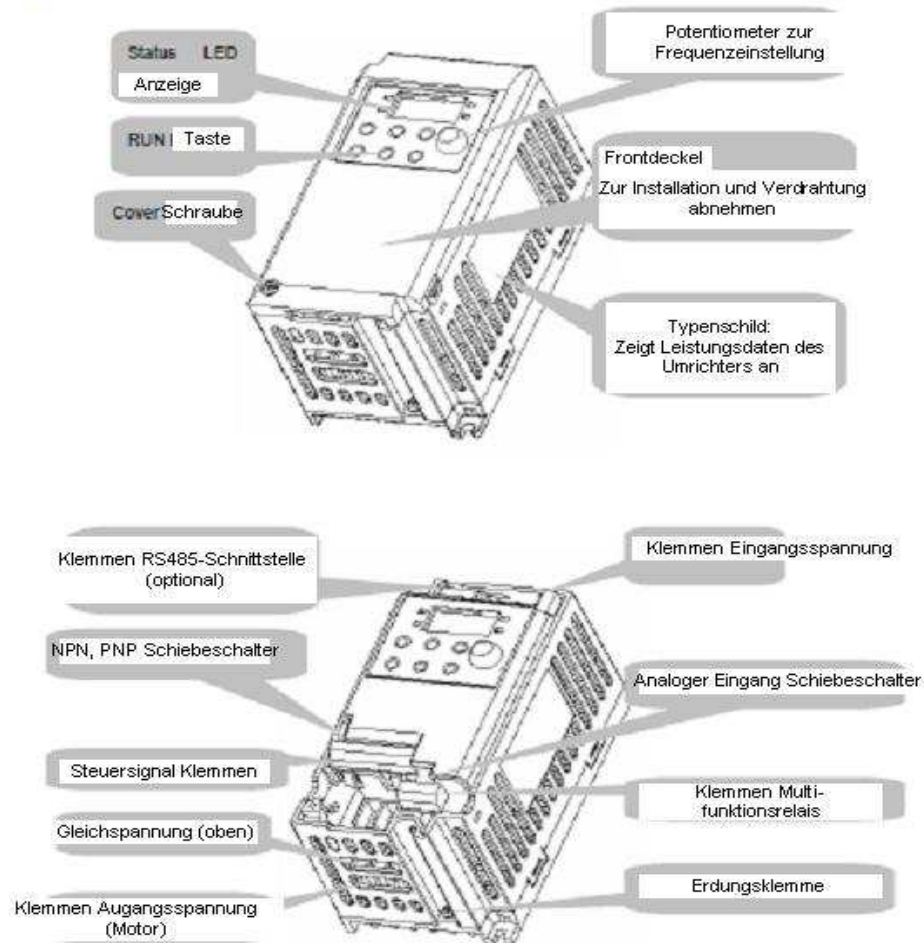 Status LED
Anzeige
Potentiometer zur
Frequenzeinstellung
RUN Taste
Frontdeckel
Zur Installation und Verdrahtung
abnehmen
Cover Schraube
Typenschild:
Zeigt Leistungsdaten des
Umrichters an
Klemmen RS485-Schnittstelle
(optional)
Klemmen Eingangsspannung
NPN, PNP Schiebeschalter
Analoger Eingang Schiebeschalter
Steuersignal Klemmen
Klemmen Multi-
funktionsrelais
Gleichspannung (oben)
Erdungsklemme
Klemmen Augangsspannung
(Motor)